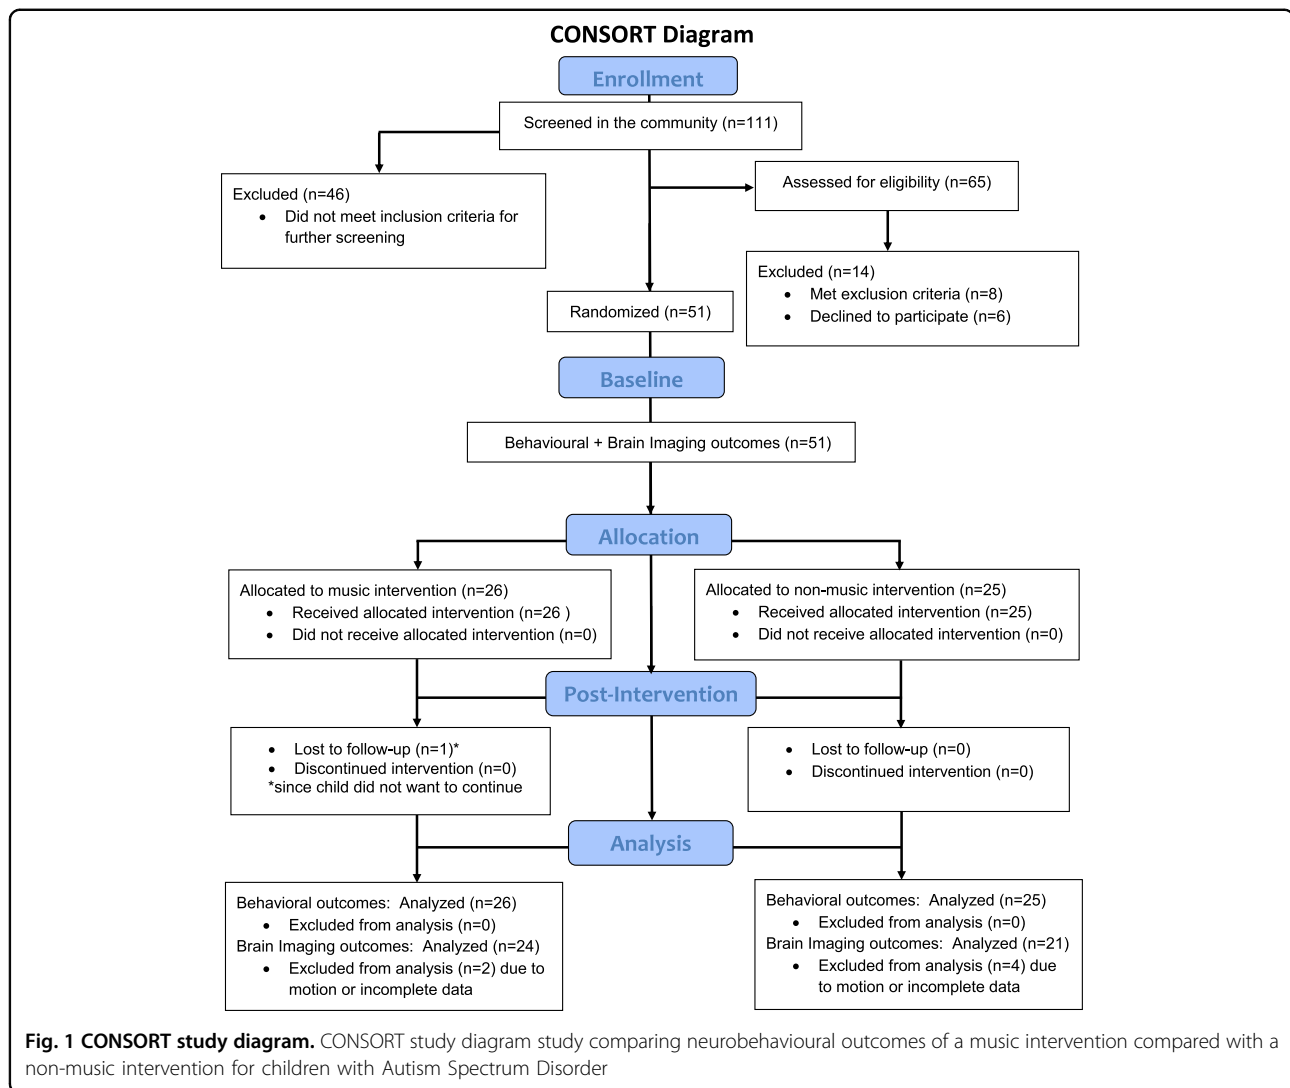 CONSORT Diagram
Enrollment
Screened in the community (n=111)
Excluded (n=46)
• Did not meet inclusion criteria for
further screening
Assessed for eligibility (n=65)
Excluded (n=14)
• Met exclusion criteria (n=8)
• Declined to participate (n=6)
Randomized (n=51)
Baseline
Behavioural + Brain Imaging outcomes (n=51)
Allocation
Allocated to music intervention (n=26)
• Received allocated intervention (n=26 )
• Did not receive allocated intervention (n=0)
Allocated to non-music intervention (n=25)
• Received allocated intervention (n=25)
• Did not receive allocated intervention (n=0)
Post-Intervention
• Lost to follow-up (n=1)*
• Discontinued intervention (n=0)
*since child did not want to continue
• Lost to follow-up (n=0)
• Discontinued intervention (n=0)
Analysis
Behavioral outcomes: Analyzed (n=26)
• Excluded from analysis (n=0)
Brain Imaging outcomes: Analyzed (n=24)
• Excluded from analysis (n=2) due to
motion or incomplete data
Behavioral outcomes: Analyzed (n=25)
• Excluded from analysis (n=0)
Brain Imaging outcomes: Analyzed (n=21)
• Excluded from analysis (n=4) due
to motion or incomplete data
Fig. 1 CONSORT study diagram. CONSORT study diagram study comparing neurobehavioural outcomes of a music intervention compared with a
non-music intervention for children with Autism Spectrum Disorder